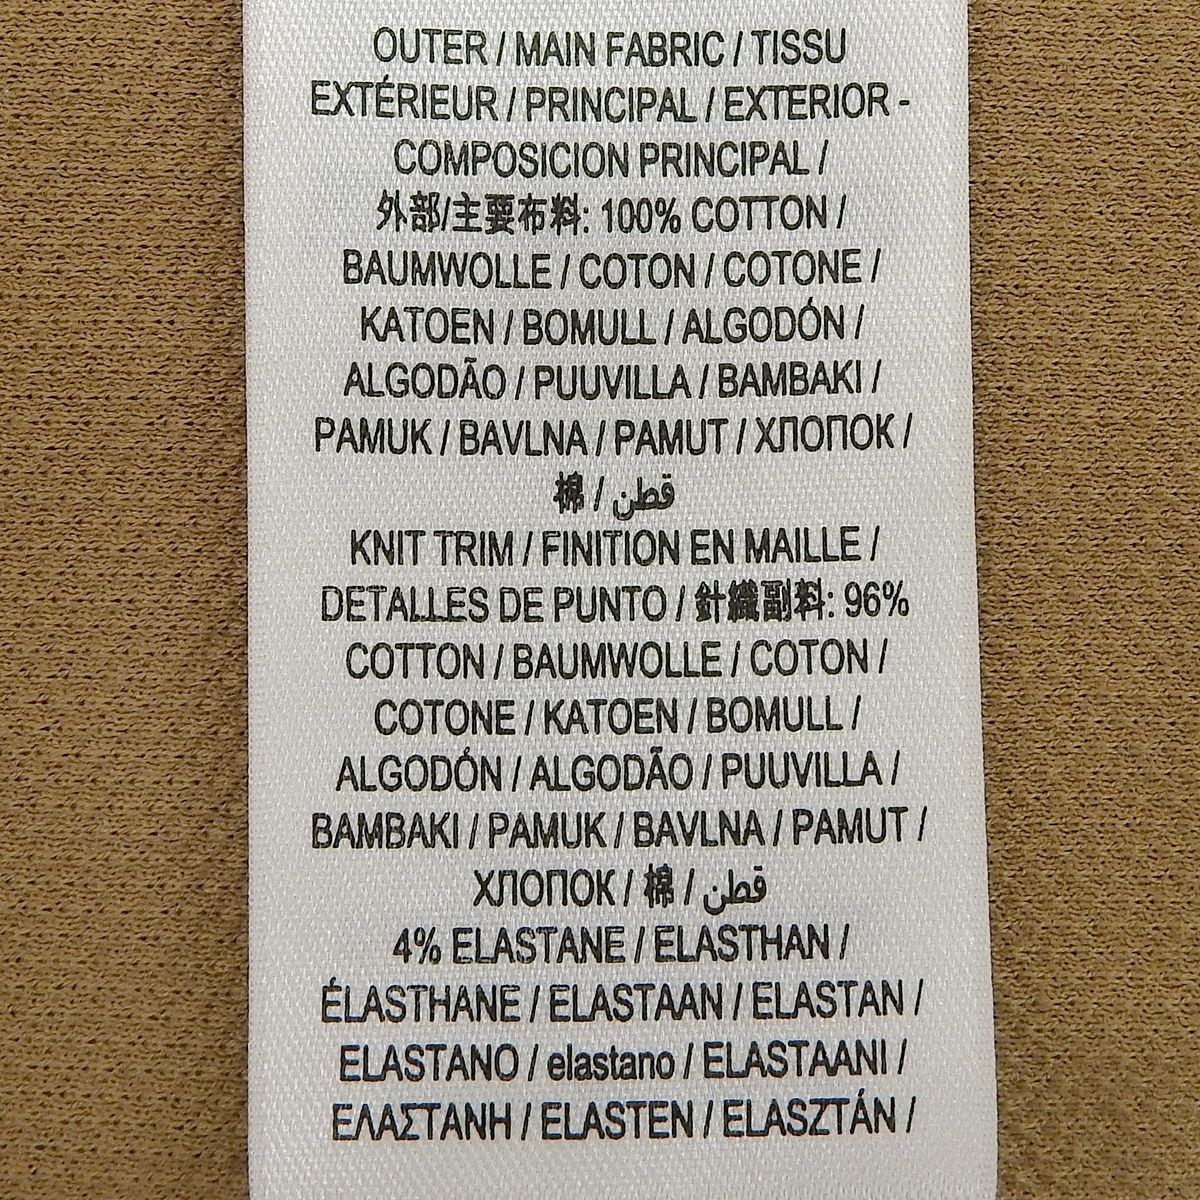 OUTER / MAIN FABRIC / TISSU
EXTÉRIEUR / PRINCIPAL / EXTERIOR -
COMPOSICION PRINCIPAL /
外部/主要布料: 100% COTTON /
BAUMWOLLE / COTON / COTONE /
KATOEN / BOMULL / ALGODÓN /
ALGODÃO / PUUVILLA / BAMBAKI /
PAMUK / BAVLNA / PAMUT / ХЛОПОК /
棉 / قطن
KNIT TRIM / FINITION EN MAILLE /
DETALLES DE PUNTO / 針織副料: 96%
COTTON / BAUMWOLLE / COTON /
COTONE / KATOEN / BOMULL /
ALGODÓN / ALGODÃO / PUUVILLA /
BAMBAKI / PAMUK / BAVLNA / PAMUT /
ХЛОПОК / 棉 / قطن
4% ELASTANE / ELASTHAN /
ÉLASTHANE / ELASTAAN / ELASTAN /
ELASTANO / elastano / ELASTAANI /
ΕΛΑΣΤΑΝΗ / ELASTEN / ELASZTÁN /